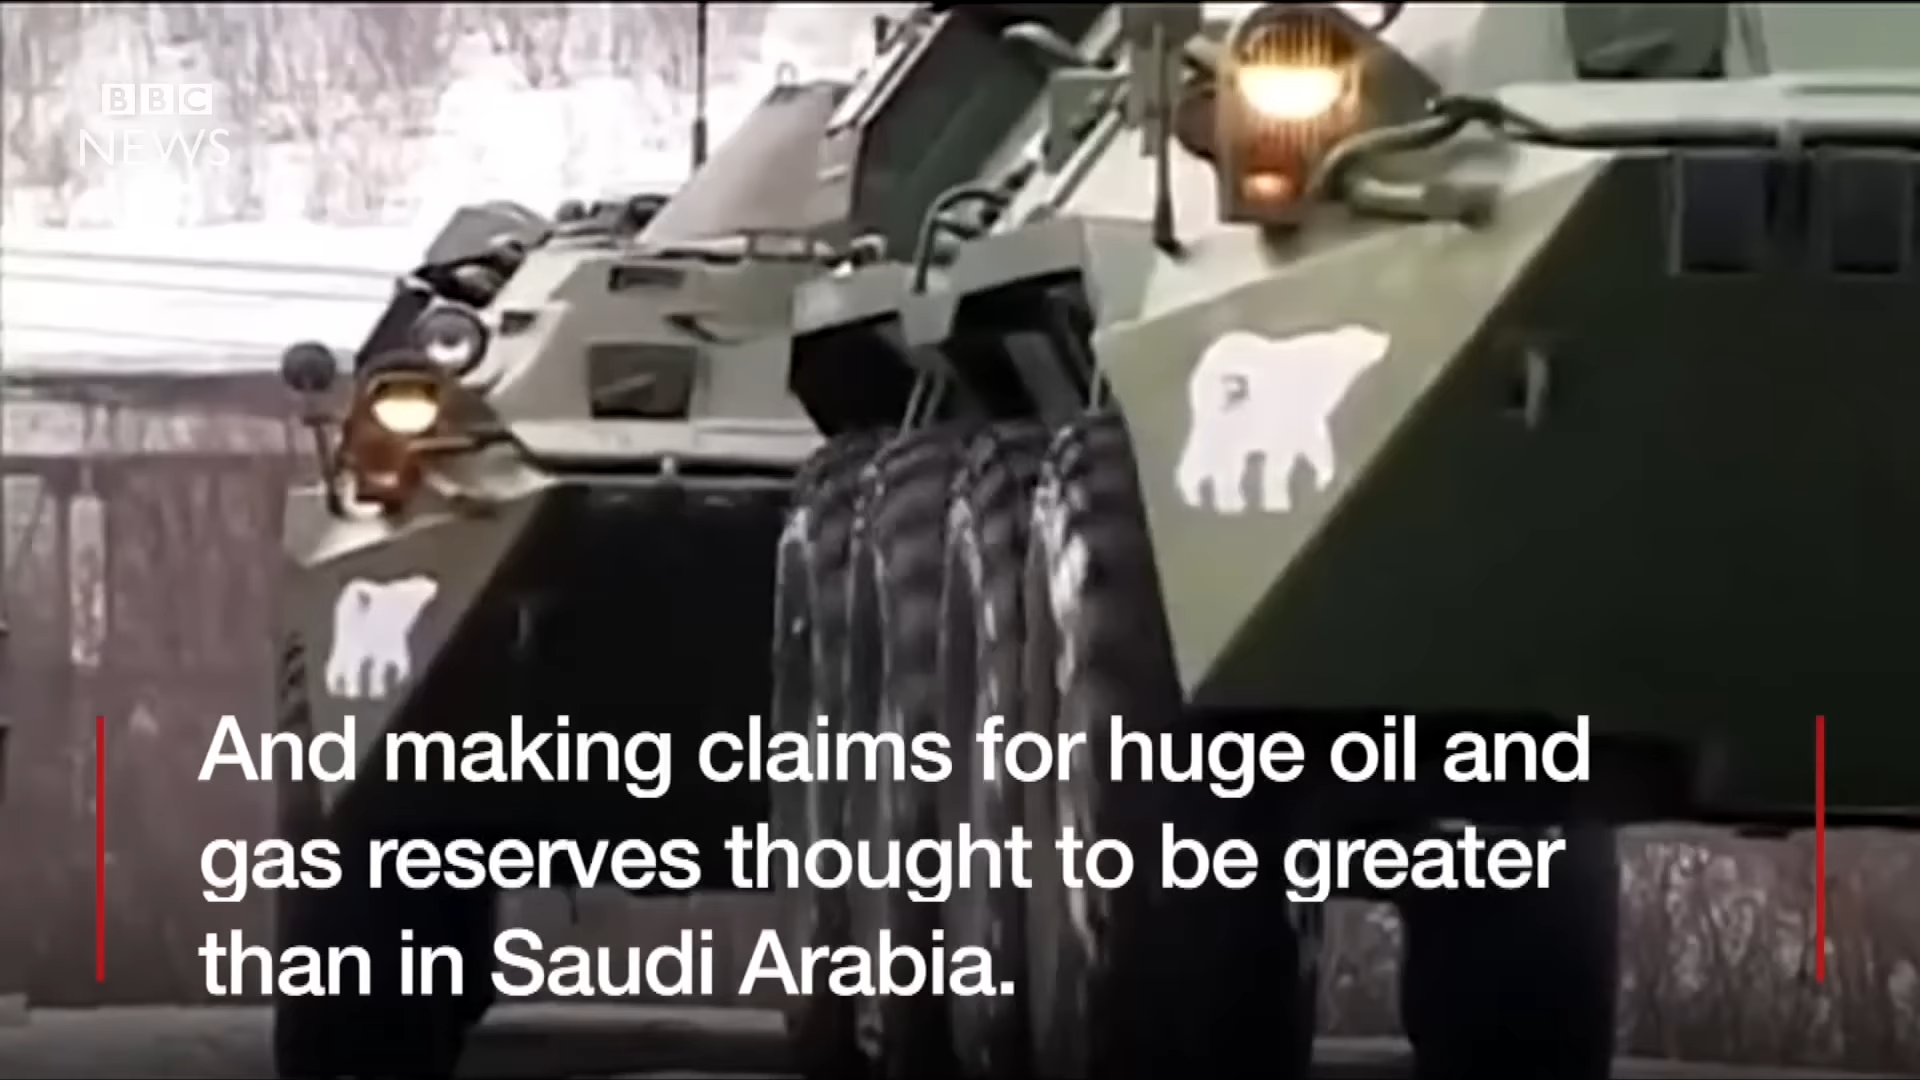 BBC
NEWS
And making claims for huge oil and
gas reserves thought to be greater
than in Saudi Arabia.